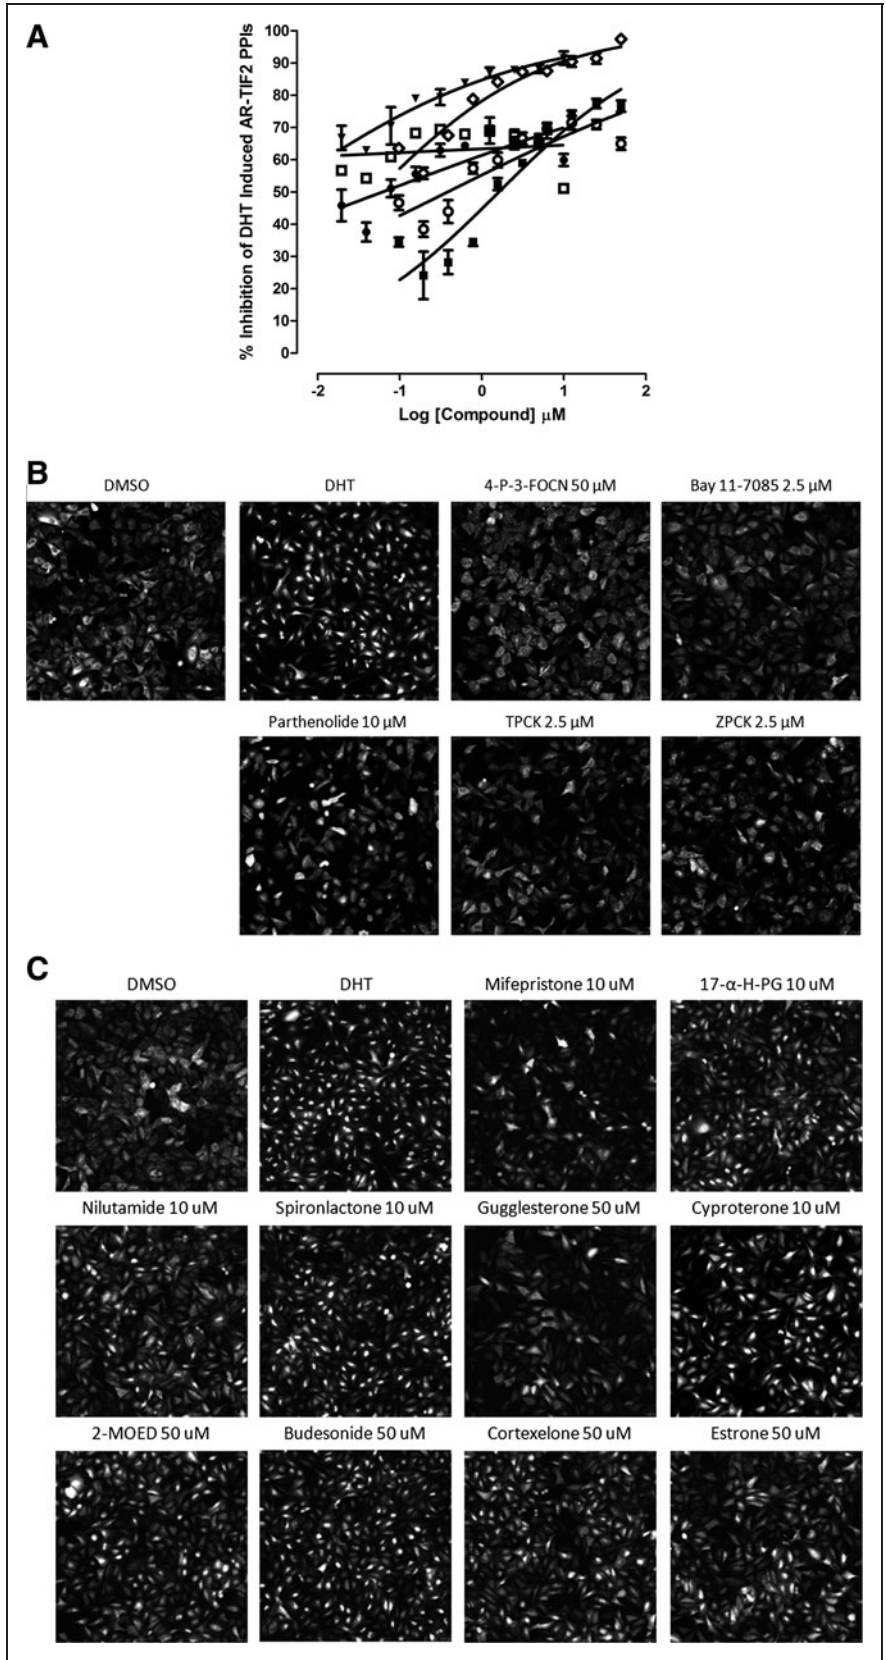 A
% Inhibition of DHT Induced AR-TIF2 PPIs
100
90
80
70
60
50
40
30
20
10
0
-2 -1 0 1 2
Log [Compound] μM
B
DMSO DHT 4-P-3-FOCN 50 μM Bay 11-7085 2.5 μM
Parthenolide 10 μM TPCK 2.5 μM ZPCK 2.5 μM
C
DMSO DHT Mifepristone 10 uM 17-α-H-PG 10 uM
Nilutamide 10 uM Spironlactone 10 uM Gugglesterone 50 uM Cyproterone 10 uM
2-MOED 50 uM Budesonide 50 uM Cortexelone 50 uM Estrone 50 uM